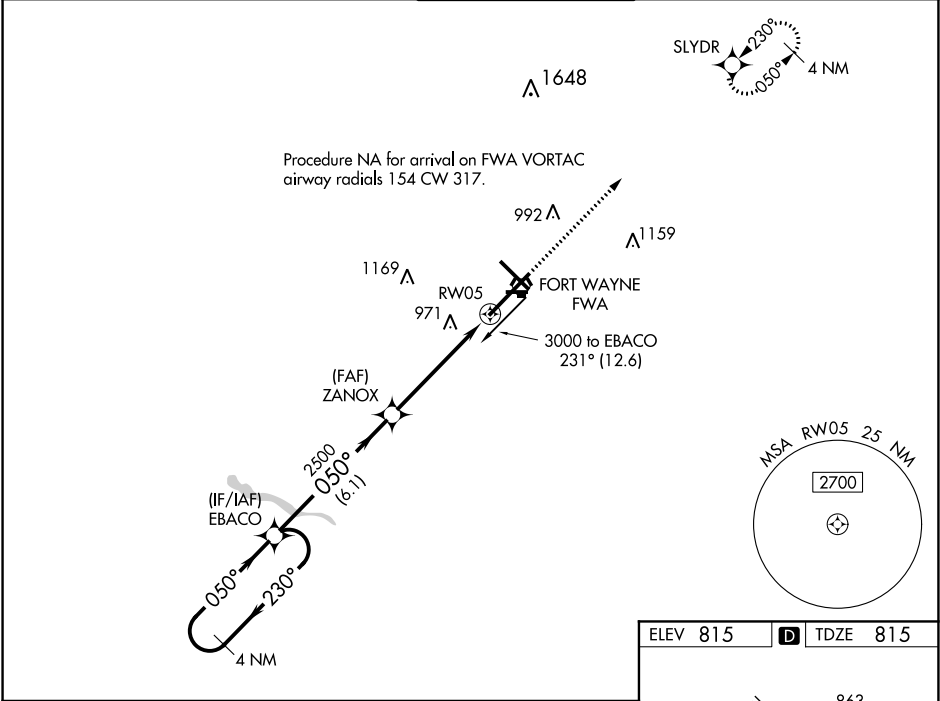 SLYDR
230°
050°
4 NM
1648
Procedure NA for arrival on FWA VORTAC
airway radials 154 CW 317.
992
1159
1169
RW05
FORT WAYNE
FWA
971
3000 to EBACO
231° (12.6)
(FAF)
ZANOX
2500
050°
(6.1)
(IF/IAF)
EBACO
050°
230°
4 NM
MSA RW05 25 NM
2700
ELEV 815 D TDZE 815